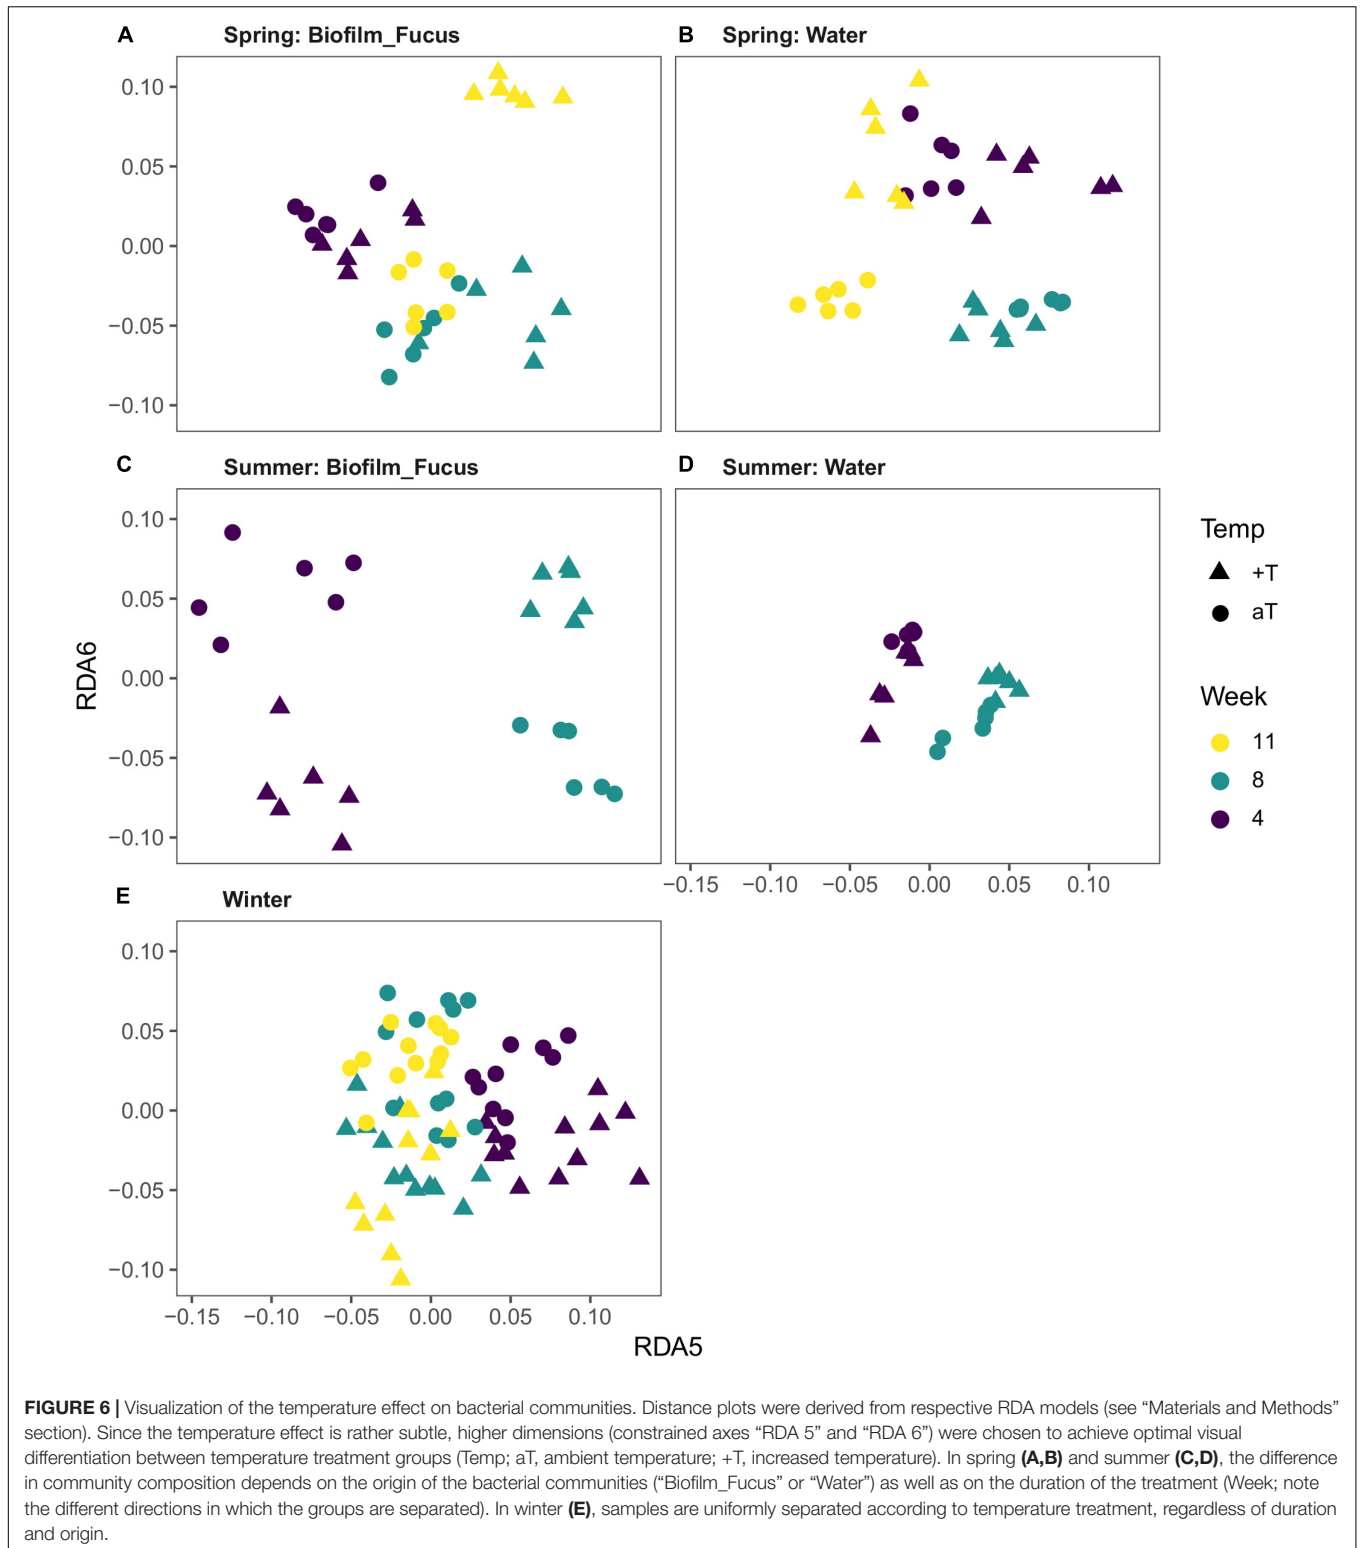 A Spring: Biofilm_Fucus
B Spring: Water
0.10
0.05
0.00
−0.05
−0.10
C Summer: Biofilm_Fucus
D Summer: Water
0.10
0.05
0.00
−0.05
−0.10
RDA6
−0.15 −0.10 −0.05 0.00 0.05 0.10
Temp
+T
aT
Week
11
8
4
E Winter
0.10
0.05
0.00
−0.05
−0.10
−0.15 −0.10 −0.05 0.00 0.05 0.10
RDA5
FIGURE 6 | Visualization of the temperature effect on bacterial communities. Distance plots were derived from respective RDA models (see “Materials and Methods”
section). Since the temperature effect is rather subtle, higher dimensions (constrained axes “RDA 5” and “RDA 6”) were chosen to achieve optimal visual
differentiation between temperature treatment groups (Temp; aT, ambient temperature; +T, increased temperature). In spring (A,B) and summer (C,D), the difference
in community composition depends on the origin of the bacterial communities (“Biofilm_Fucus” or “Water”) as well as on the duration of the treatment (Week; note
the different directions in which the groups are separated). In winter (E), samples are uniformly separated according to temperature treatment, regardless of duration
and origin.